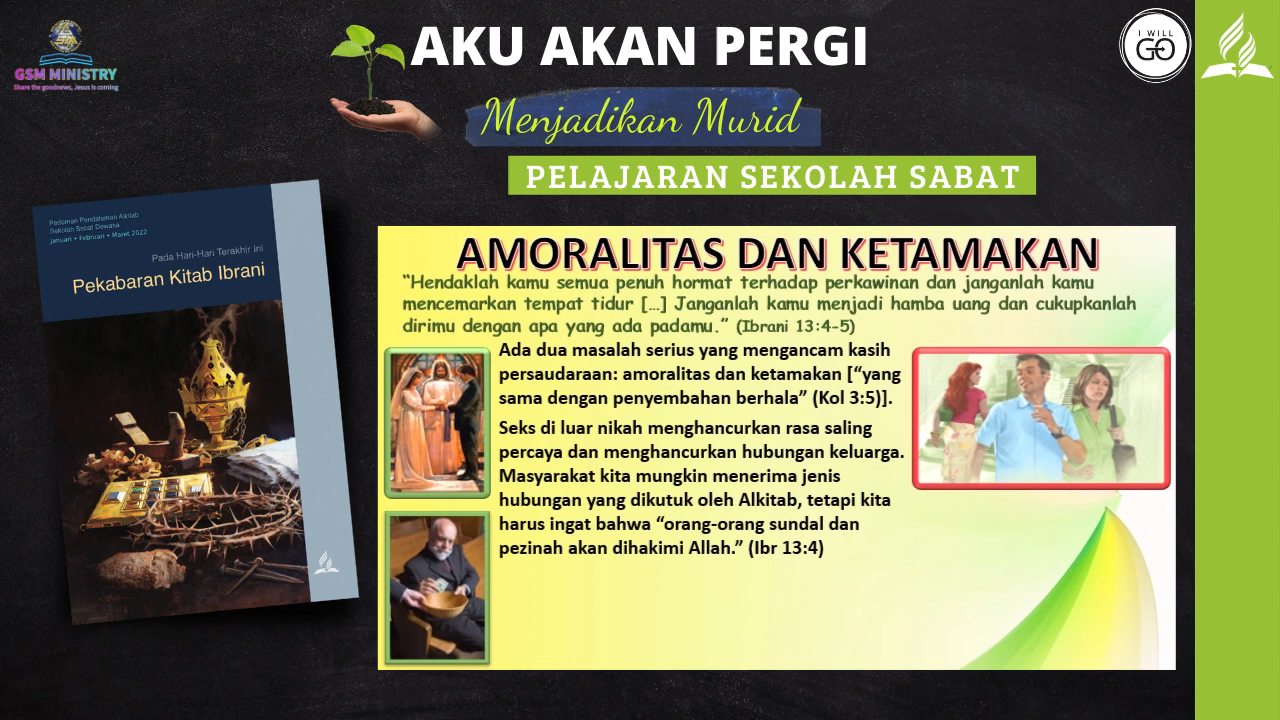 GSM MINISTRY
Share the goodnews, Jesus is coming
AKU AKAN PERGI
Menjadikan Murid
PELAJARAN SEKOLAH SABAT
I WILL
GO
Pedoman Pendalaman Alkitab
Sekolah Sabat Dewasa
Januari • Februari • Maret 2022
Pada Hari-Hari Terakhir Ini
Pekabaran Kitab Ibrani
AMORALITAS DAN KETAMAKAN
“Hendaklah kamu semua penuh hormat terhadap perkawinan dan janganlah kamu
mencemarkan tempat tidur […] Janganlah kamu menjadi hamba uang dan cukupkanlah
dirimu dengan apa yang ada padamu.” (Ibrani 13:4-5)
Ada dua masalah serius yang mengancam kasih
persaudaraan: amoralitas dan ketamakan [“yang
sama dengan penyembahan berhala” (Kol 3:5)].
Seks di luar nikah menghancurkan rasa saling
percaya dan menghancurkan hubungan keluarga.
Masyarakat kita mungkin menerima jenis
hubungan yang dikutuk oleh Alkitab, tetapi kita
harus ingat bahwa “orang-orang sundal dan
pezinah akan dihakimi Allah.” (Ibr 13:4)